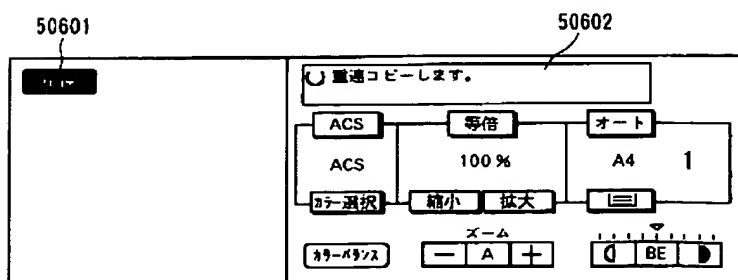 50601
50602
重連コピーします。
ACS
等倍
オート
ACS
100%
A4
1
カラー選択
縮小
拡大
ズーム
カラーバランス
A
BE